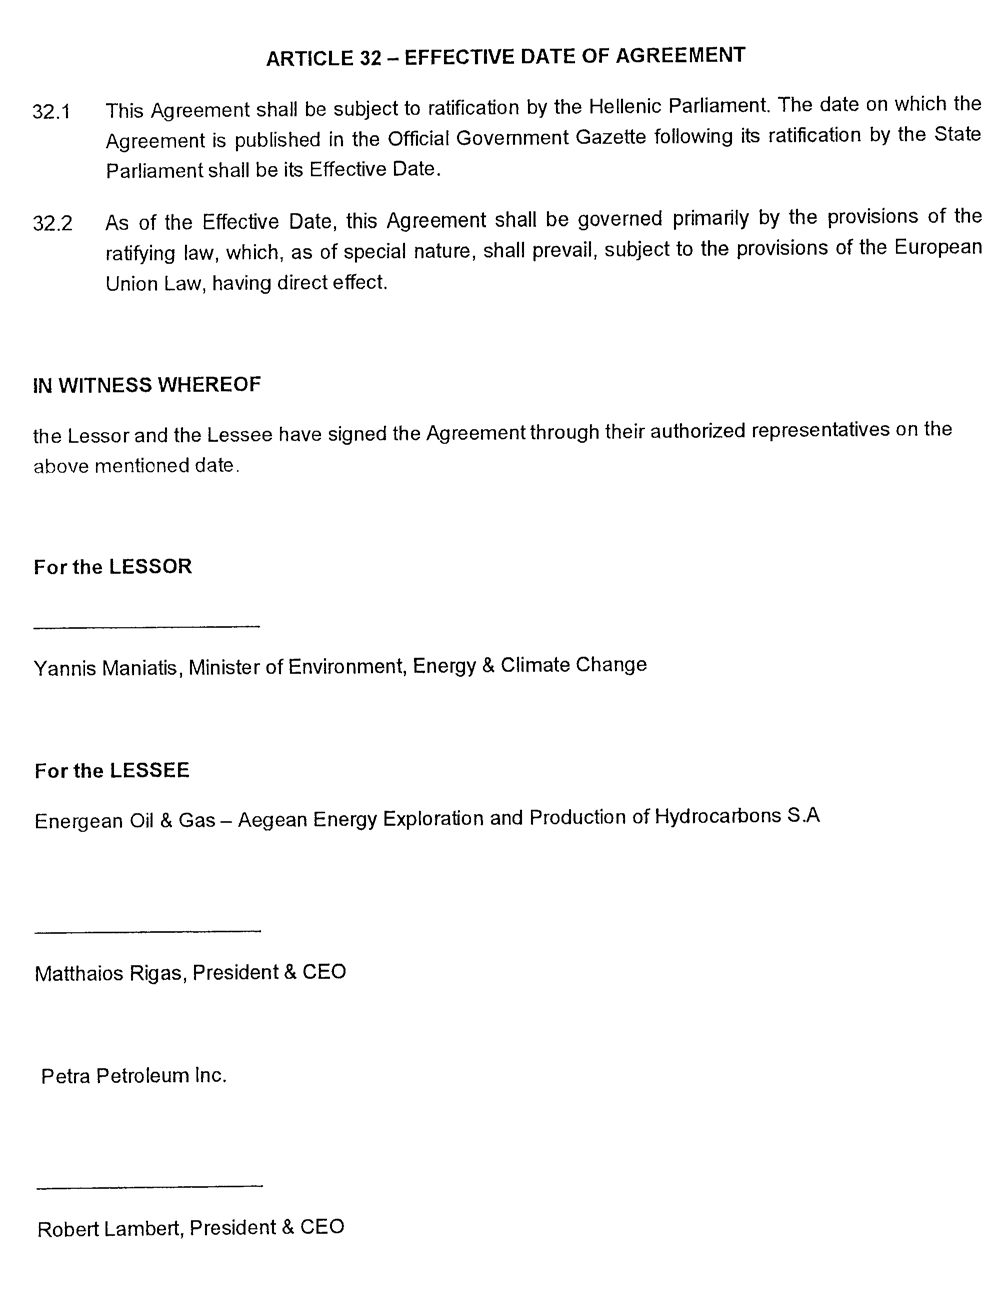 ARTICLE 32 – EFFECTIVE DATE OF AGREEMENT
32.1 This Agreement shall be subject to ratification by the Hellenic Parliament. The date on which the
Agreement is published in the Official Government Gazette following its ratification by the State
Parliament shall be its Effective Date.
32.2 As of the Effective Date, this Agreement shall be governed primarily by the provisions of the
ratifying law, which, as of special nature, shall prevail, subject to the provisions of the European
Union Law, having direct effect.
IN WITNESS WHEREOF
the Lessor and the Lessee have signed the Agreement through their authorized representatives on the
above mentioned date.
For the LESSOR
Yannis Maniatis, Minister of Environment, Energy & Climate Change
For the LESSEE
Energean Oil & Gas – Aegean Energy Exploration and Production of Hydrocarbons S.A
Matthaios Rigas, President & CEO
Petra Petroleum Inc.
Robert Lambert, President & CEO